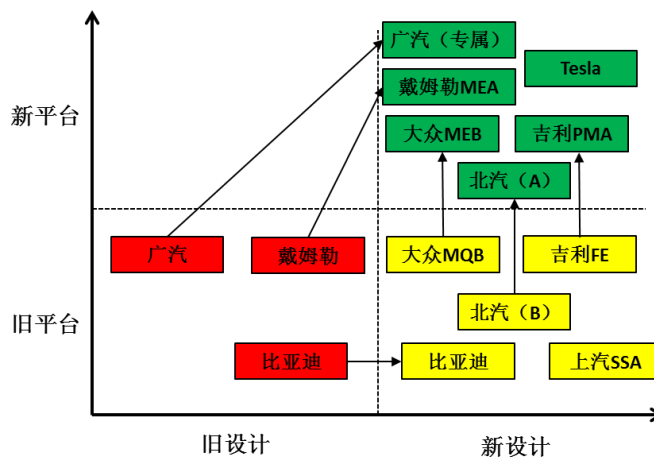 广汽（专属）
Tesla
戴姆勒MEA
新平台
大众MEB
吉利PMA
北汽（A）
广汽
戴姆勒
大众MQB
吉利FE
北汽（B）
旧平台
比亚迪
比亚迪
上汽SSA
旧设计
新设计